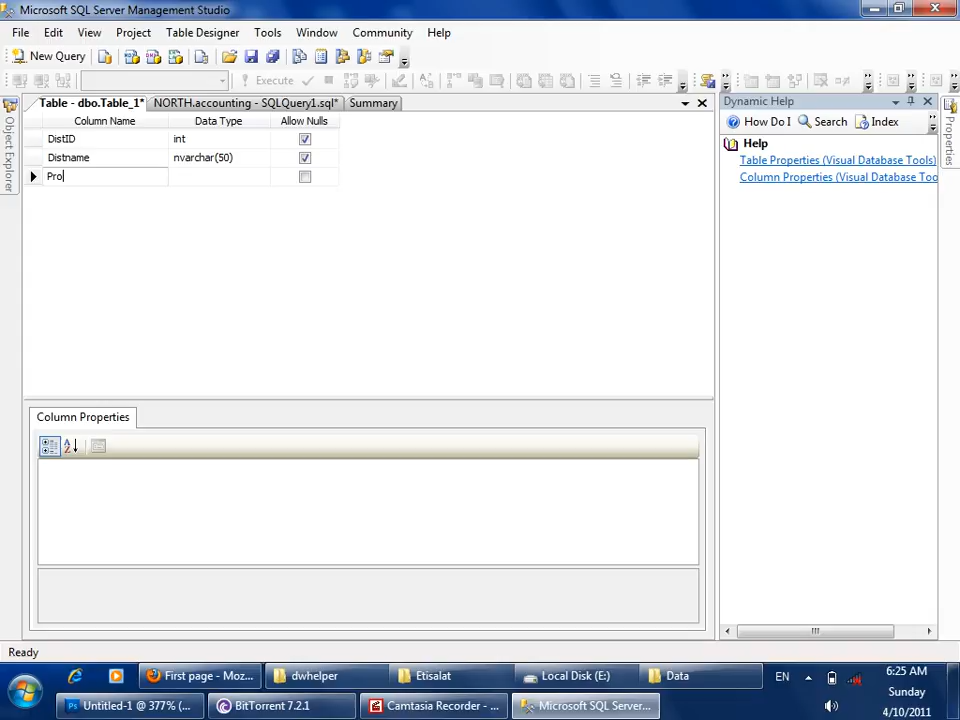 Microsoft SQL Server Management Studio
File Edit View Project Table Designer Tools Window Community Help
New Query
Execute
Table - dbo.Table_1* NORTH.accounting - SQLQuery1.sql* Summary
Column Name Data Type Allow Nulls
DistID int
Distname nvarchar(50)
Pro
Column Properties
Object Explorer
Dynamic Help
How Do I Search Index
Help
Table Properties (Visual Database Tools)
Column Properties (Visual Database Too
Properties
Ready
First page - Moz... dwhelper Etisalat Local Disk (E:) Data
Untitled-1 @ 377% (... BitTorrent 7.2.1 Camtasia Recorder - ... Microsoft SQL Server...
EN
6:25 AM
Sunday
4/10/2011